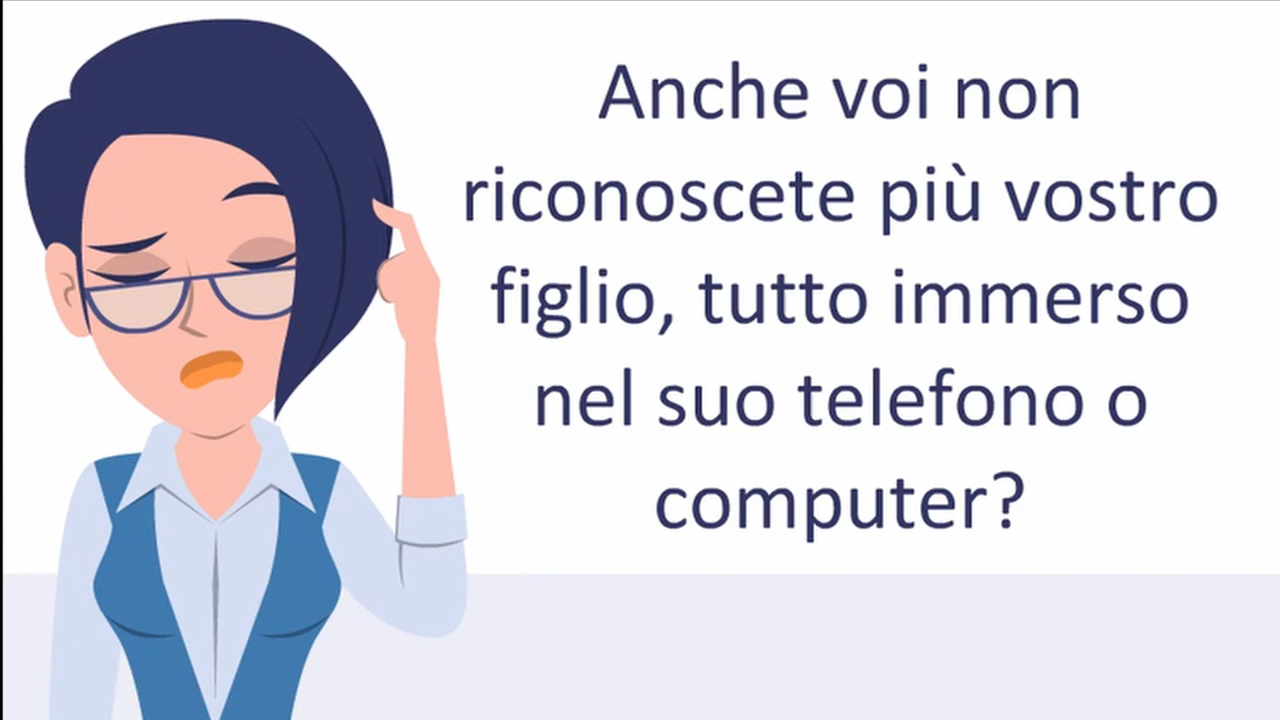 Anche voi non
riconoscete più vostro
figlio, tutto immerso
nel suo telefono o
computer?